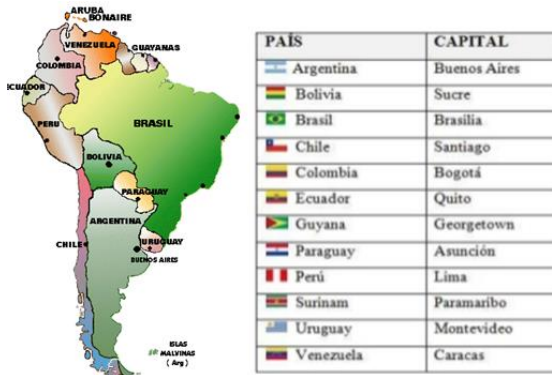 ARUBA
BONAIRE
VENEZUELA
GUAYANAS
COLOMBIA
ECUADOR
PERU
BRASIL
BOLIVIA
PARAGUAY
ARGENTINA
CHILE
URUGUAY
BUENOS AIRES
ISLAS
MALVINAS
( Arg )
PAÍS CAPITAL
Argentina Buenos Aires
Bolivia Sucre
Brasil Brasilia
Chile Santiago
Colombia Bogotá
Ecuador Quito
Guyana Georgetown
Paraguay Asunción
Perú Lima
Surinam Paramaribo
Uruguay Montevideo
Venezuela Caracas